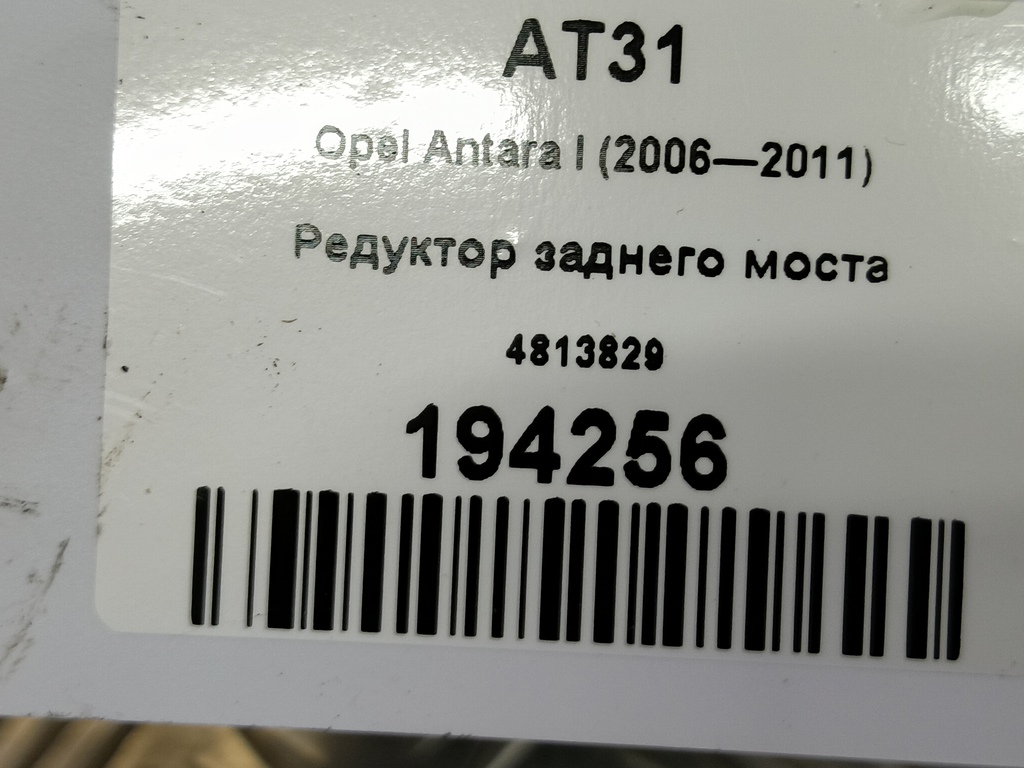 AT31
Opel Antara I (2006—2011)
Редуктор заднего моста
4813829
194256